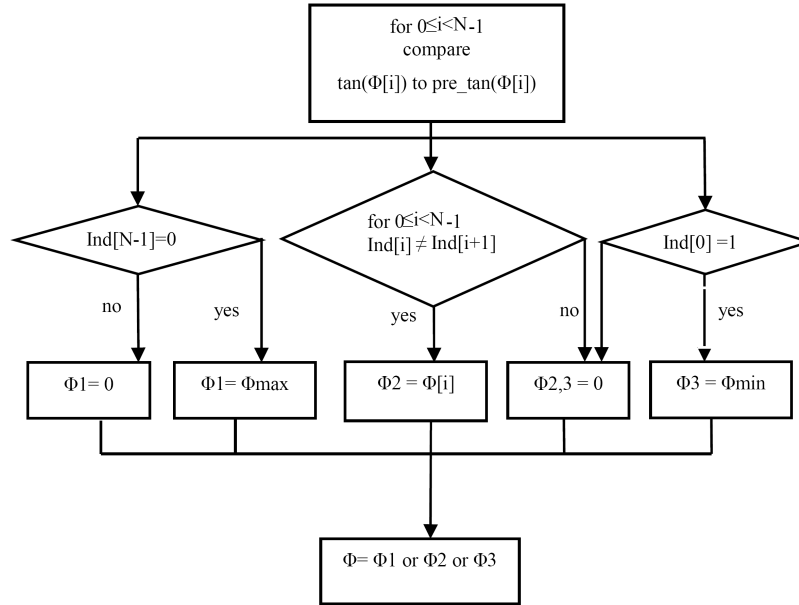 for 0≤i<N-1
compare
tan(Φ[i]) to pre_tan(Φ[i])
Ind[N-1]=0
for 0≤i<N-1
Ind[i] ≠ Ind[i+1]
Ind[0] =1
no
yes
yes
no
yes
Φ1= 0
Φ1= Φmax
Φ2 = Φ[i]
Φ2,3 = 0
Φ3 = Φmin
Φ= Φ1 or Φ2 or Φ3